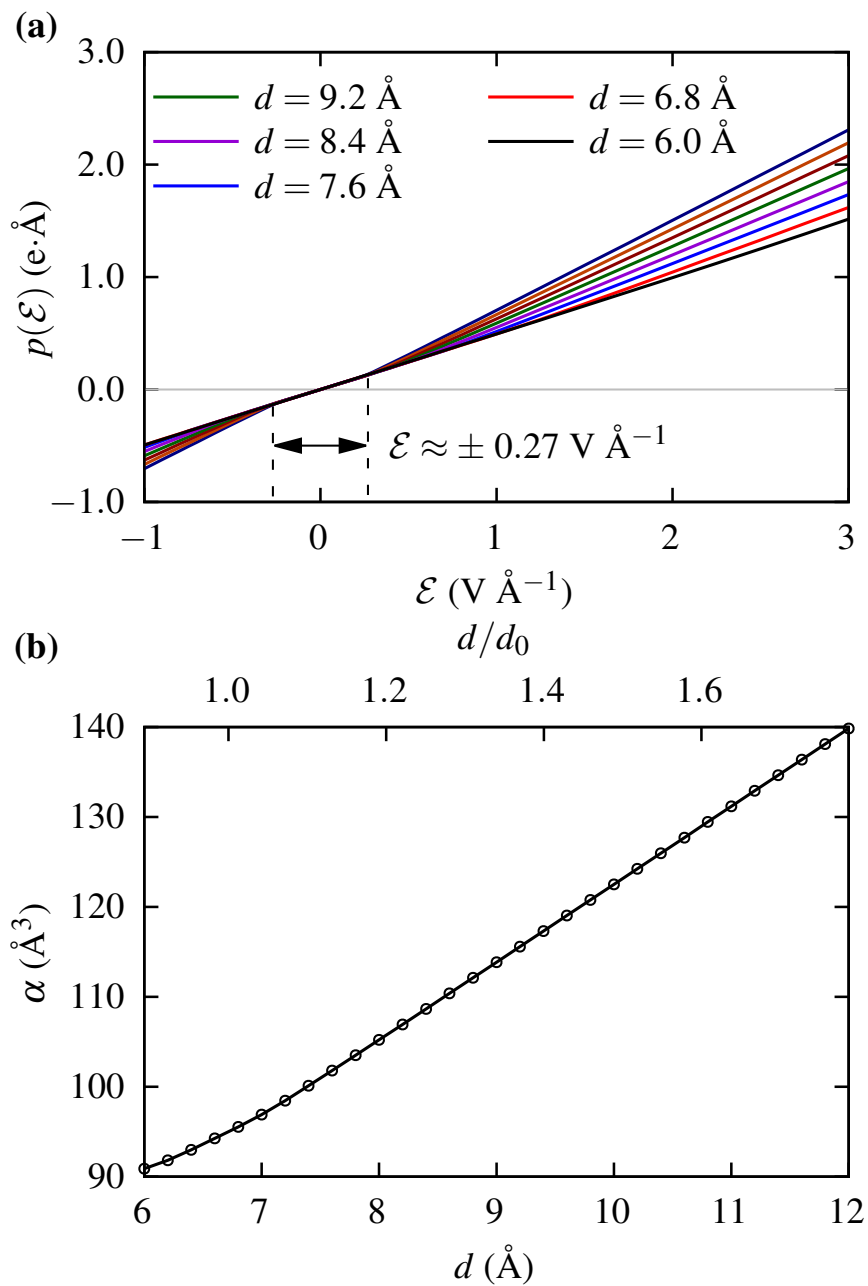 (a)
3.0
2.0
1.0
0.0
−1.0
p(ℰ) (e·Å)
d = 9.2 Å
d = 8.4 Å
d = 7.6 Å
d = 6.8 Å
d = 6.0 Å
ℰ ≈ ± 0.27 V Å⁻¹
−1 0 1 2 3
ℰ (V Å⁻¹)
(b)
d/d₀
1.0 1.2 1.4 1.6
140
130
120
110
100
90
α (Å³)
6 7 8 9 10 11 12
d (Å)